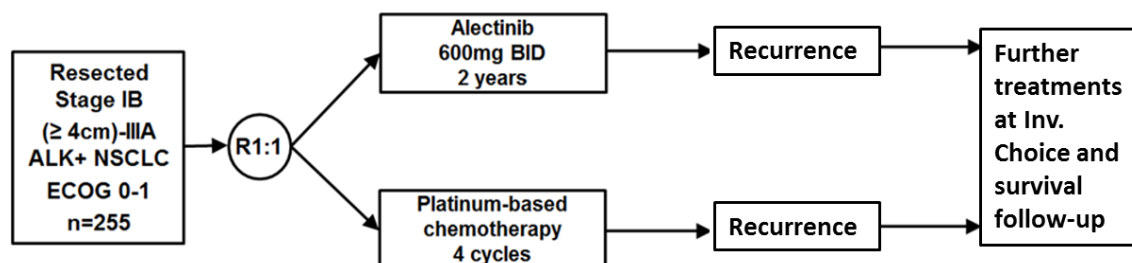 Resected
Stage IB
(≥ 4cm)-IIIA
ALK+ NSCLC
ECOG 0-1
n=255
R1:1
Alectinib
600mg BID
2 years
Recurrence
Platinum-based
chemotherapy
4 cycles
Recurrence
Further
treatments
at Inv.
Choice and
survival
follow-up